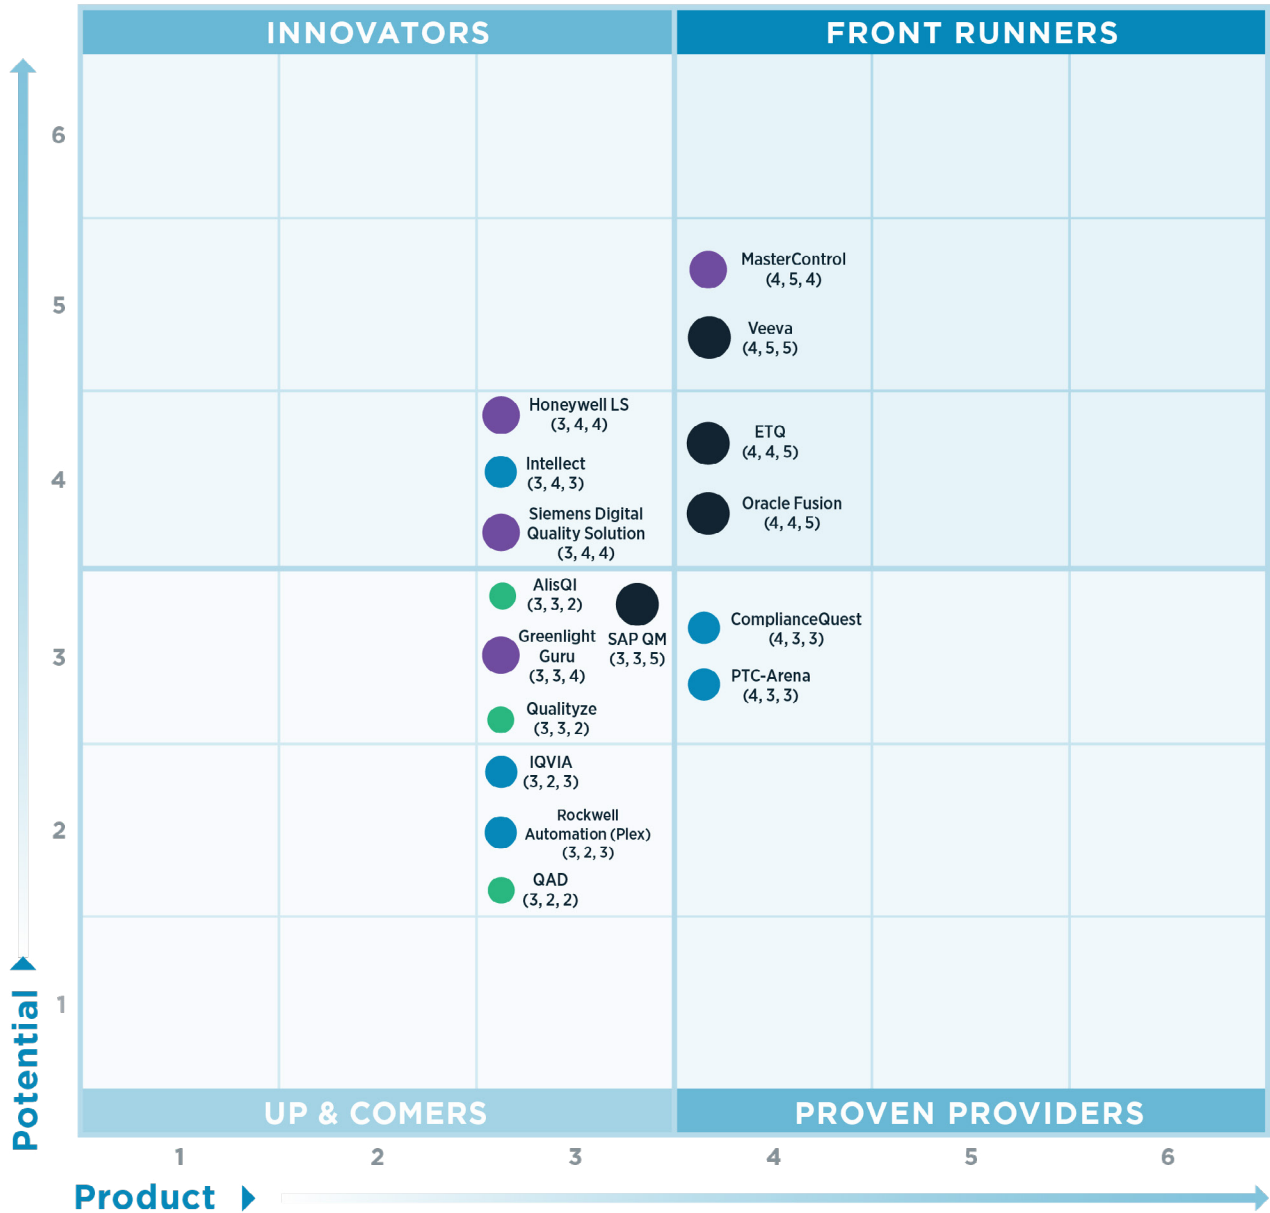 INNOVATORS
FRONT RUNNERS
6
5
4
3
2
1
MasterControl
(4, 5, 4)
Veeva
(4, 5, 5)
Honeywell LS
(3, 4, 4)
Intellect
(3, 4, 3)
Siemens Digital
Quality Solution
(3, 4, 4)
ETQ
(4, 4, 5)
Oracle Fusion
(4, 4, 5)
AlisQI
(3, 3, 2)
Greenlight
Guru
(3, 3, 4)
SAP QM
(3, 3, 5)
Qualityze
(3, 3, 2)
ComplianceQuest
(4, 3, 3)
PTC-Arena
(4, 3, 3)
IQVIA
(3, 2, 3)
Rockwell
Automation (Plex)
(3, 2, 3)
QAD
(3, 2, 2)
Potential
UP & COMERS
PROVEN PROVIDERS
1
2
3
4
5
6
Product